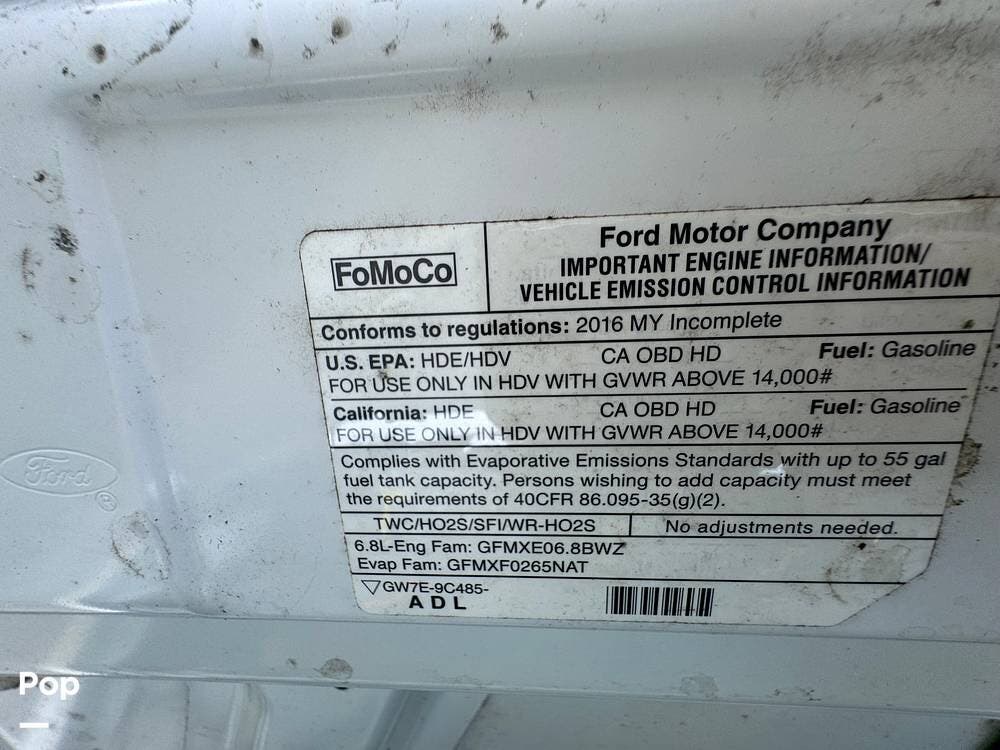 FoMoCo
Ford Motor Company
IMPORTANT ENGINE INFORMATION/
VEHICLE EMISSION CONTROL INFORMATION
Conforms to regulations: 2016 MY Incomplete
U.S. EPA: HDE/HDV CA OBD HD Fuel: Gasoline
FOR USE ONLY IN HDV WITH GVWR ABOVE 14,000#
California: HDE CA OBD HD Fuel: Gasoline
FOR USE ONLY IN HDV WITH GVWR ABOVE 14,000#
Complies with Evaporative Emissions Standards with up to 55 gal
fuel tank capacity. Persons wishing to add capacity must meet
the requirements of 40CFR 86.095-35(g)(2).
TWC/HO2S/SFI/WR-HO2S No adjustments needed.
6.8L-Eng Fam: GFMXE06.8BWZ
Evap Fam: GFMXF0265NAT
GW7E-9C485-
A D L
Ford
®
Pop